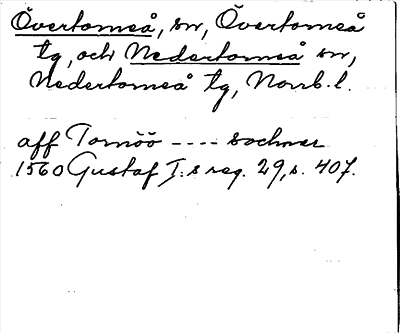 Övertorneå, sn, Övertorneå
tg, och Nedertorneå sn,
Nedertorneå tg, Norrb. l.
aff Tornöö ---- sochner
1560 Gustaf I:s reg. 29, s. 407.